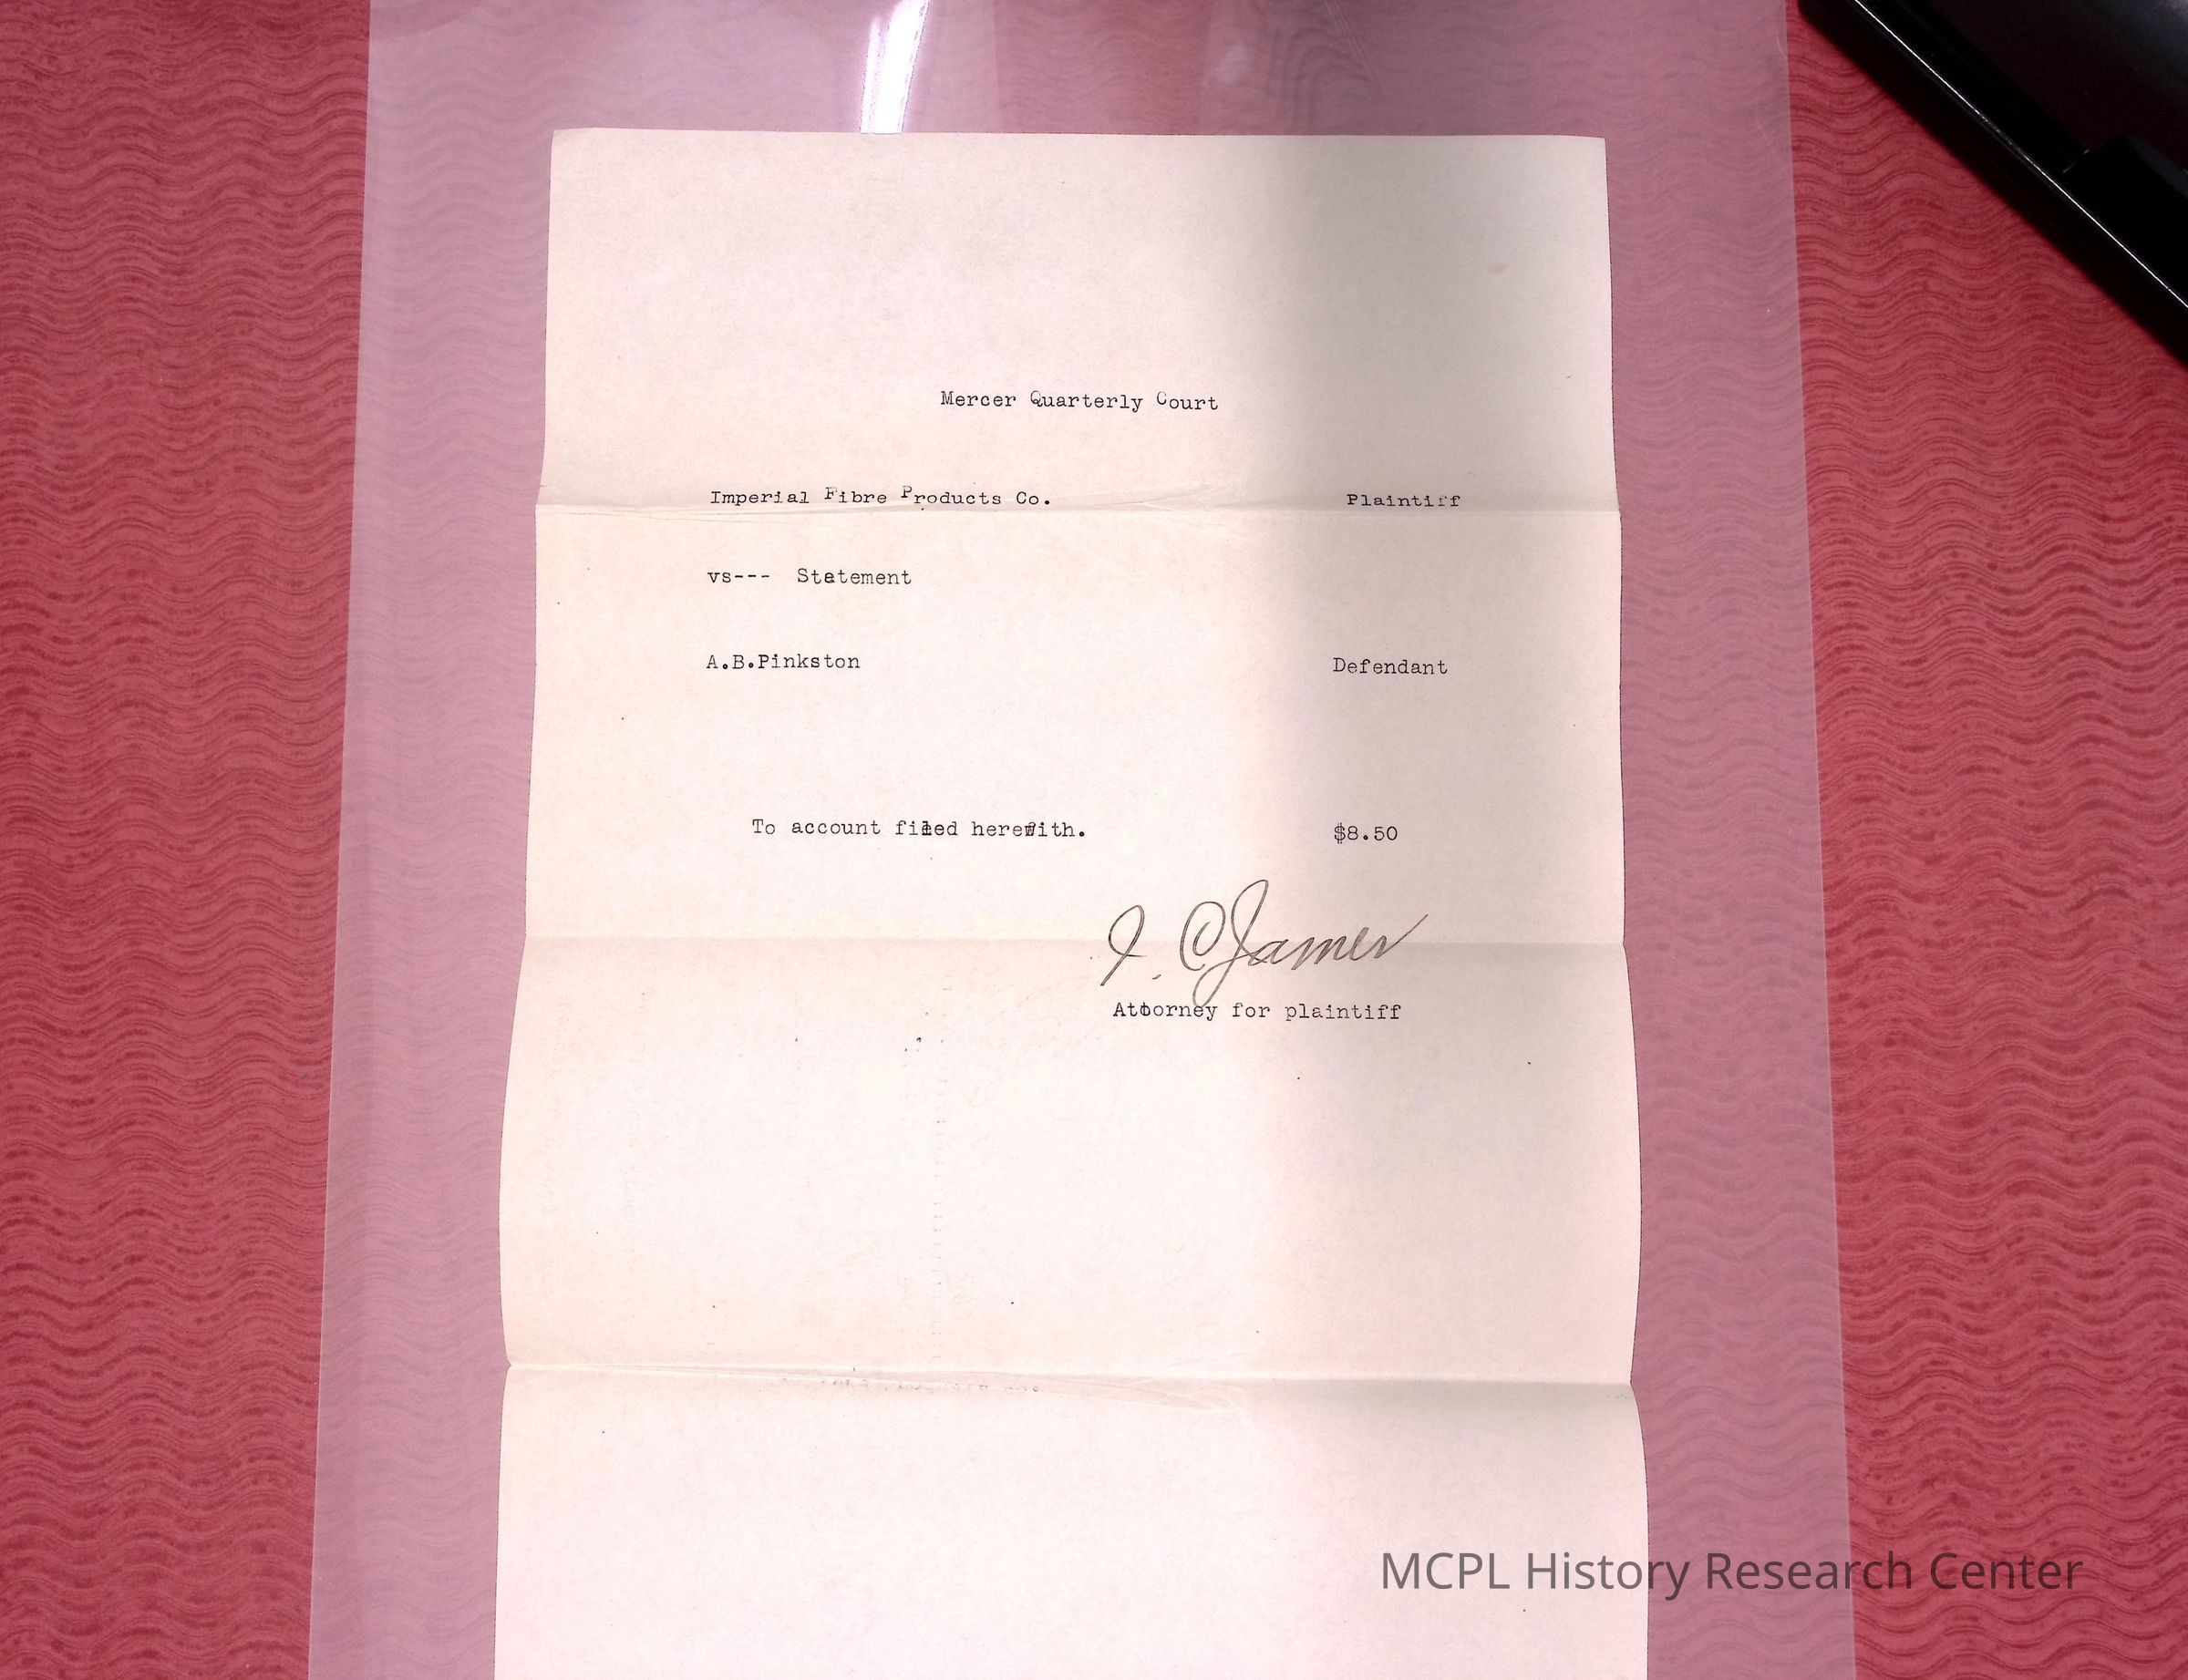 Mercer Quarterly Court
Imperial Fibre Products Co. Plaintiff
vs--- Statement
A.B.Pinkston Defendant
To account filed herewith. $8.50
C James
Attorney for plaintiff
MCPL History Research Center